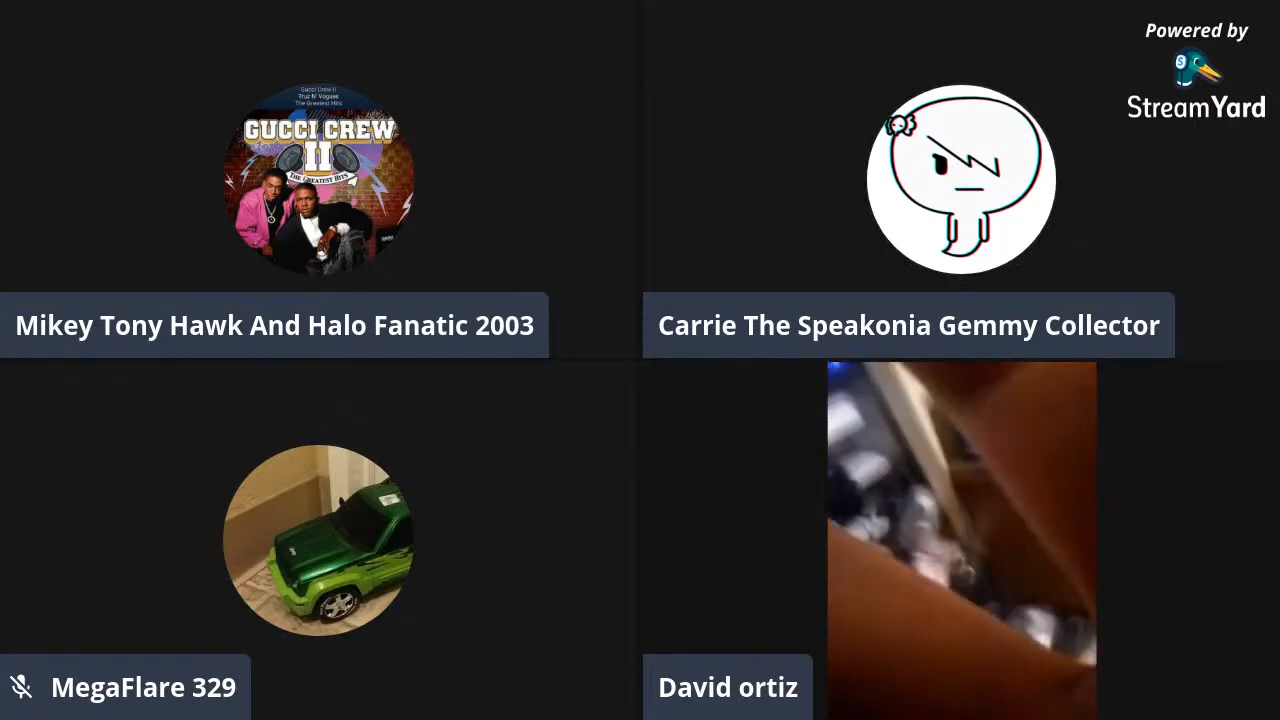 Powered by
StreamYard
Gucci Crew II
Truz N' Vogues
The Greatest Hits
GUCCI CREW
II
THE GREATEST HITS
Mikey Tony Hawk And Halo Fanatic 2003
Carrie The Speakonia Gemmy Collector
MegaFlare 329
David ortiz